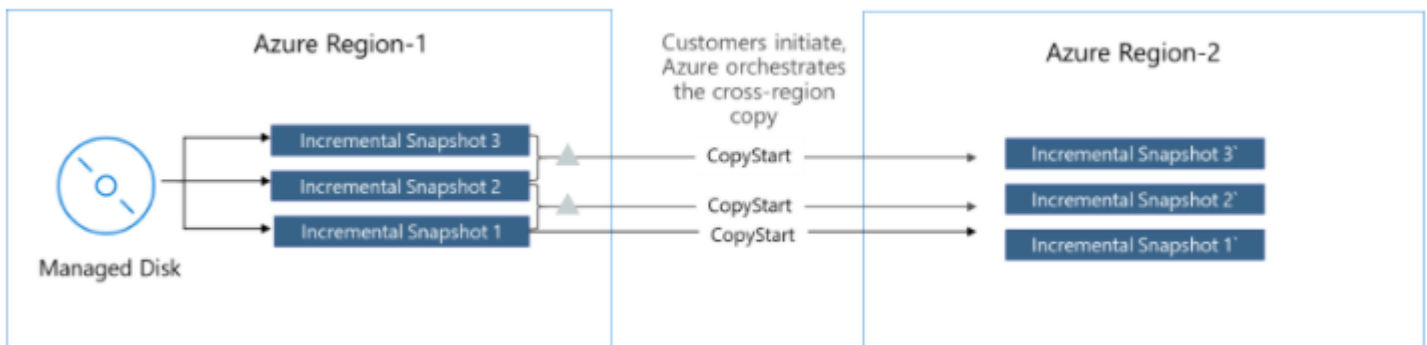 Azure Region-1
Customers initiate,
Azure orchestrates
the cross-region
copy
Azure Region-2
Incremental Snapshot 3
CopyStart
Incremental Snapshot 3`
Incremental Snapshot 2
CopyStart
Incremental Snapshot 2`
Incremental Snapshot 1
CopyStart
Incremental Snapshot 1`
Managed Disk